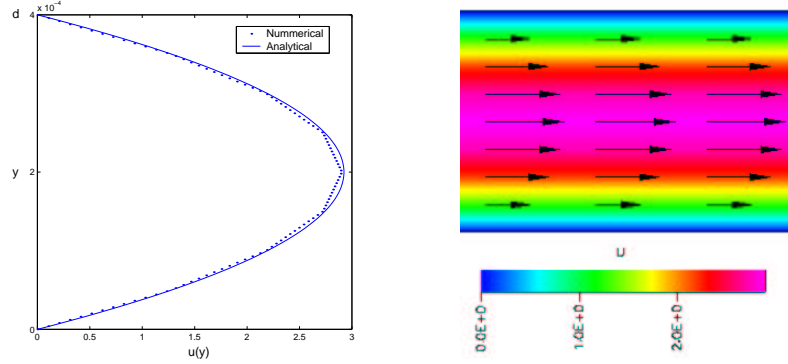 d
4
x 10⁻⁴
Nummerical
Analytical
y
2
0
0
0.5
1
1.5
2
2.5
3
u(y)
U
0.0E+0
1.0E+0
2.0E+0